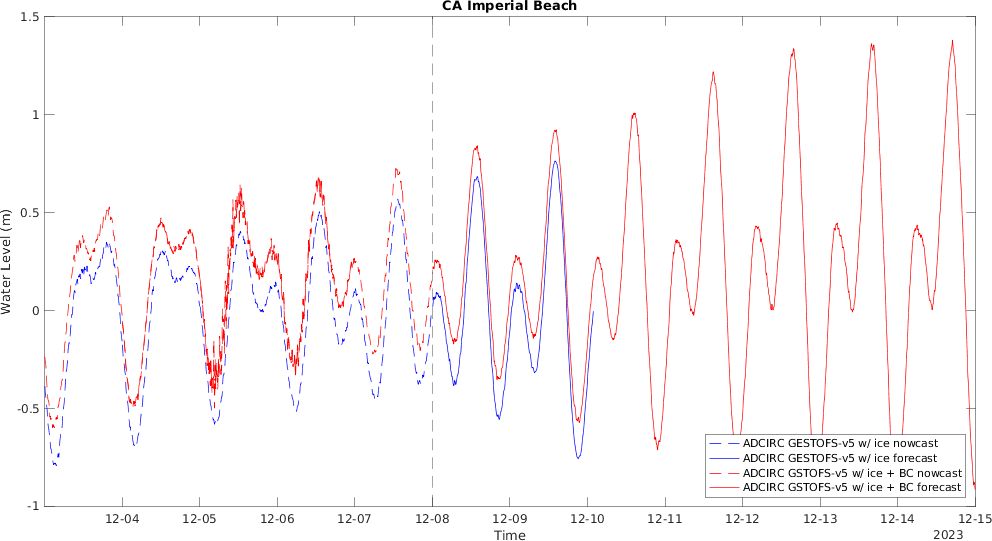 CA Imperial Beach
1.5
1
0.5
0
-0.5
-1
Water Level (m)
12-04 12-05 12-06 12-07 12-08 12-09 12-10 12-11 12-12 12-13 12-14 12-15
Time
2023
ADCIRC GESTOFS-v5 w/ ice nowcast
ADCIRC GESTOFS-v5 w/ ice forecast
ADCIRC GSTOFS-v5 w/ ice + BC nowcast
ADCIRC GSTOFS-v5 w/ ice + BC forecast